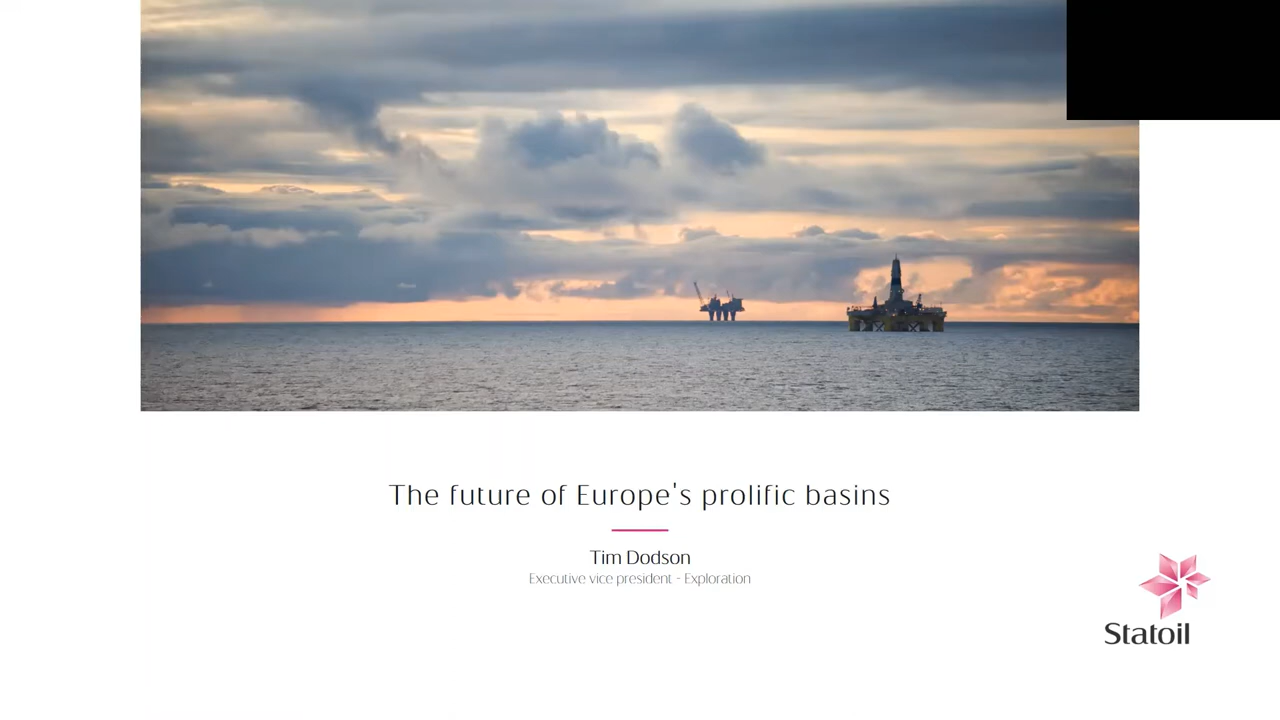 The future of Europe's prolific basins
Tim Dodson
Executive vice president - Exploration
Statoil